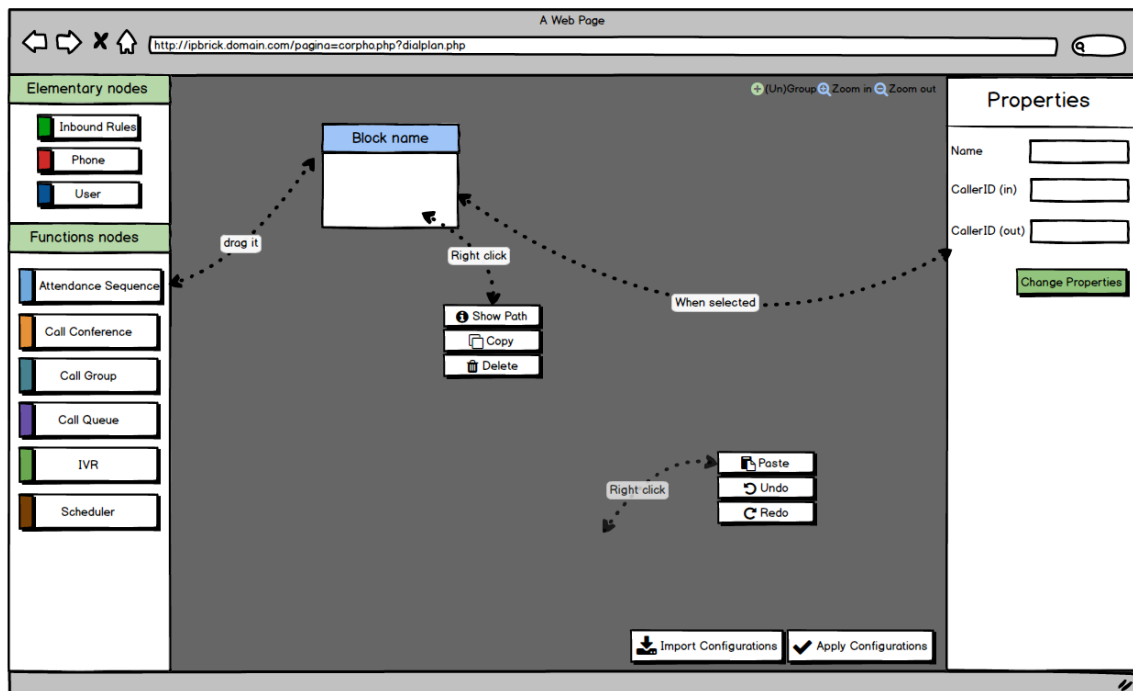 A Web Page
http://ipbrick.domain.com/pagina=corpho.php?dialplan.php
Elementary nodes
Inbound Rules
Phone
User
Functions nodes
Attendance Sequence
Call Conference
Call Group
Call Queue
IVR
Scheduler
(Un)Group Zoom in Zoom out
Block name
drag it
Right click
When selected
Show Path
Copy
Delete
Right click
Paste
Undo
Redo
Import Configurations
Apply Configurations
Properties
Name
CallerID (in)
CallerID (out)
Change Properties